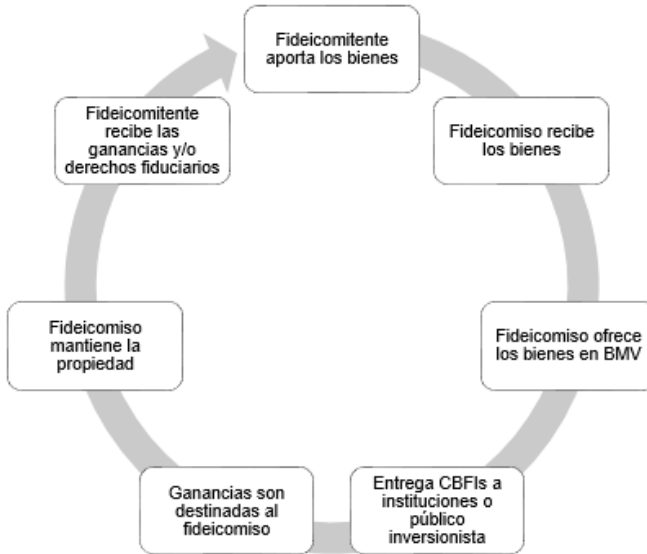 Fideicomitente
aporta los bienes
Fideicomiso recibe
los bienes
Fideicomiso ofrece
los bienes en BMV
Entrega CBFIs a
instituciones o
público
inversionista
Ganancias son
destinadas al
fideicomiso
Fideicomiso
mantiene la
propiedad
Fideicomitente
recibe las
ganancias y/o
derechos fiduciarios